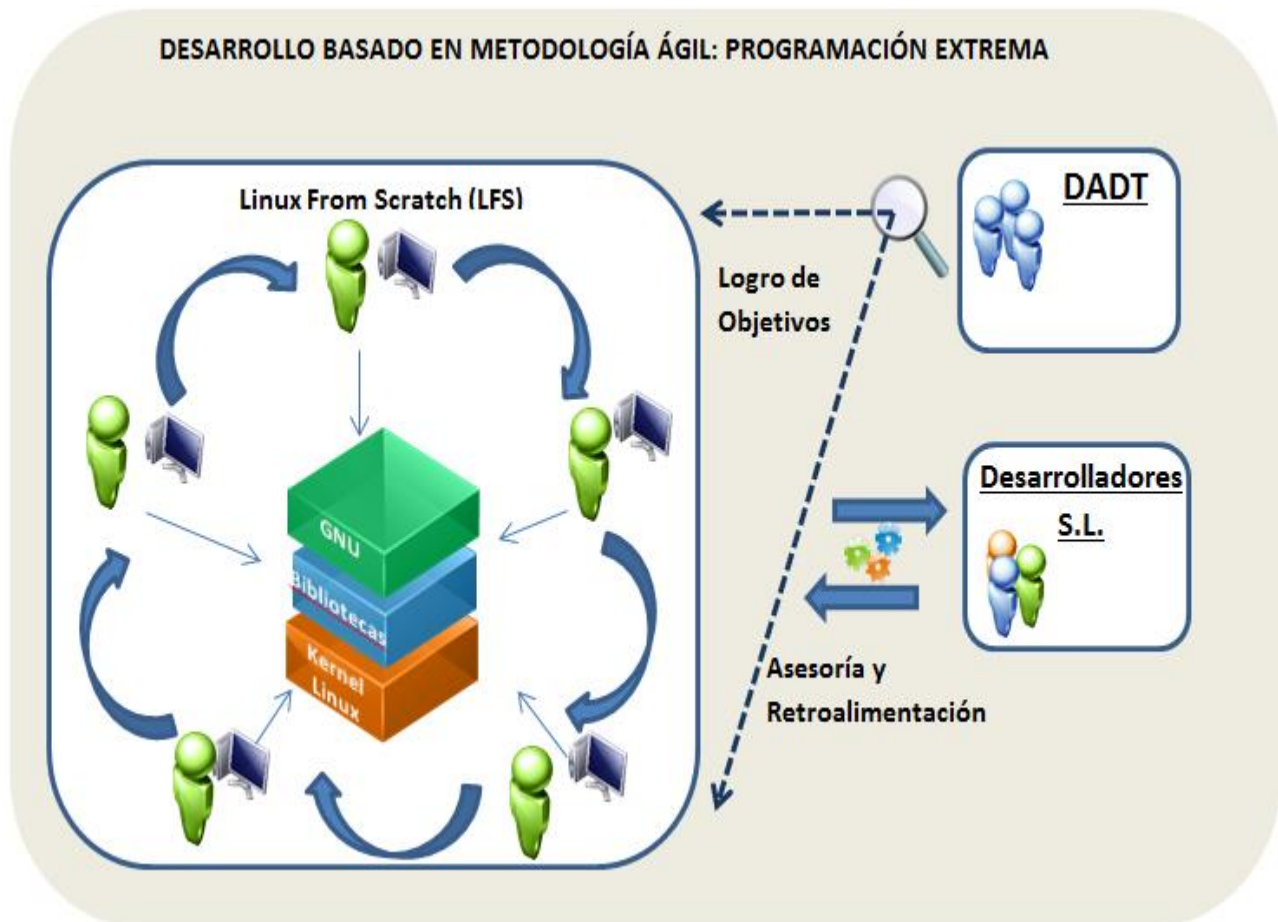 DESARROLLO BASADO EN METODOLOGÍA ÁGIL: PROGRAMACIÓN EXTREMA
Linux From Scratch (LFS)
GNU
Bibliotecas
Kernel
Linux
Logro de
Objetivos
DADT
Desarrolladores
S.L.
Asesoría y
Retroalimentación